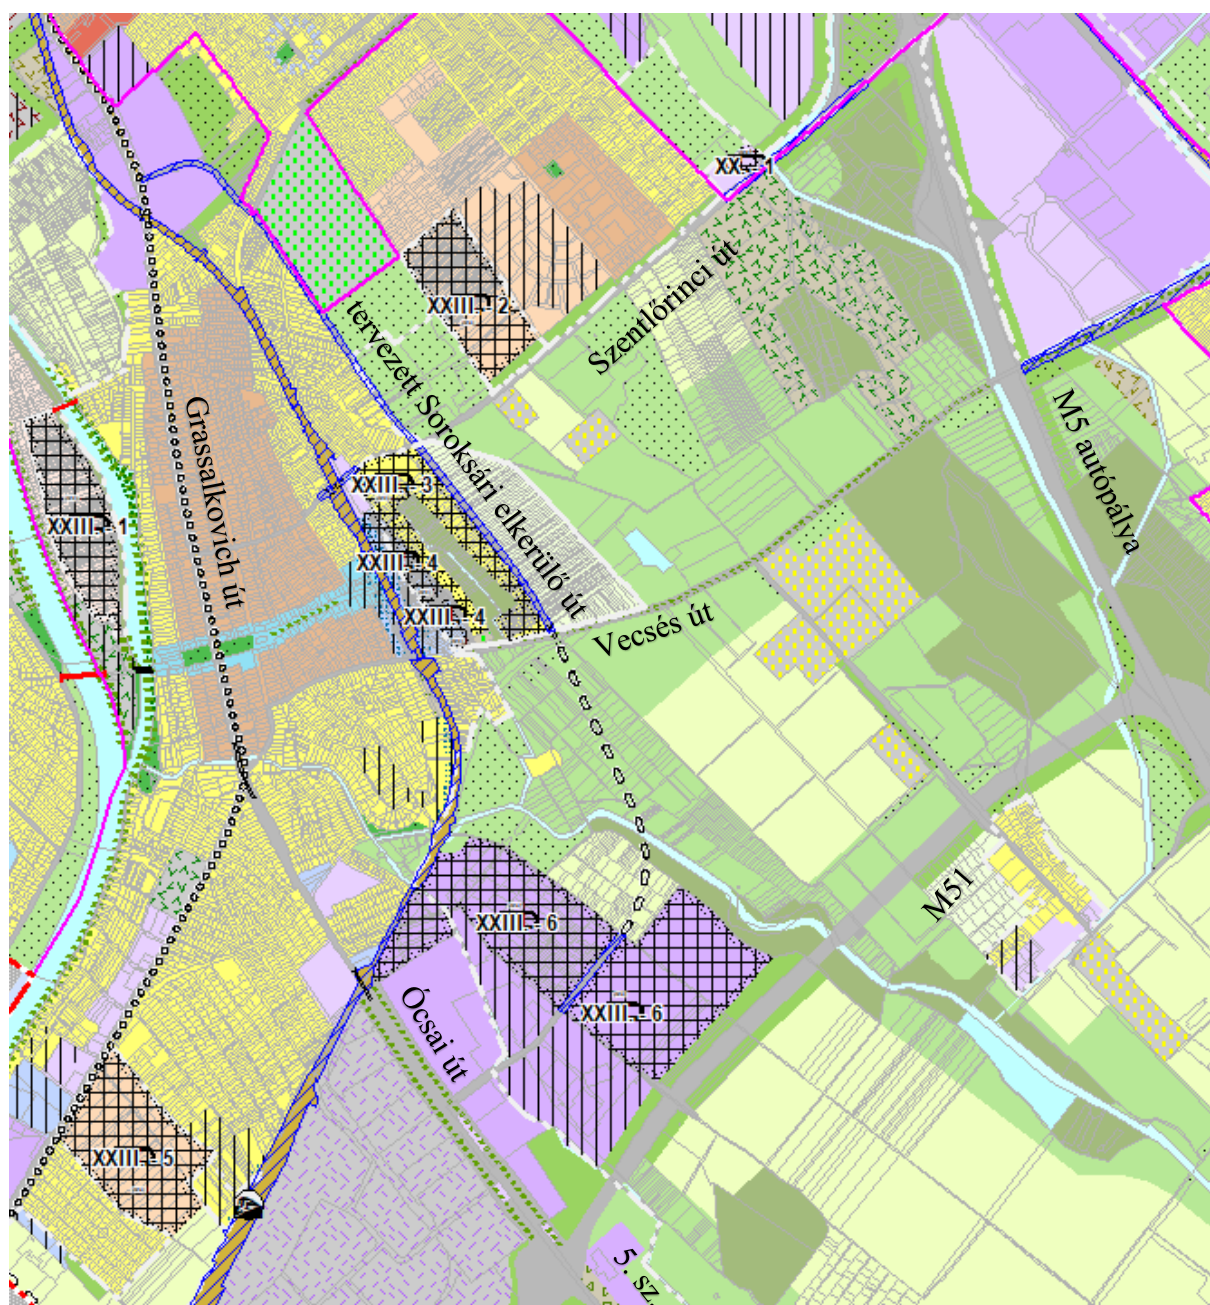 XX. - 1
Szentlőrinci út
XXIII. - 2
tervezett Soroksári elkerülő út
M5 autópálya
Grassalkovich út
XXIII. - 3
XXIII. - 1
XXIII. - 4
XXIII. - 4
Vecsés út
M51
XXIII. - 6
XXIII. - 6
Ócsai út
XXIII. - 5
5. sz.